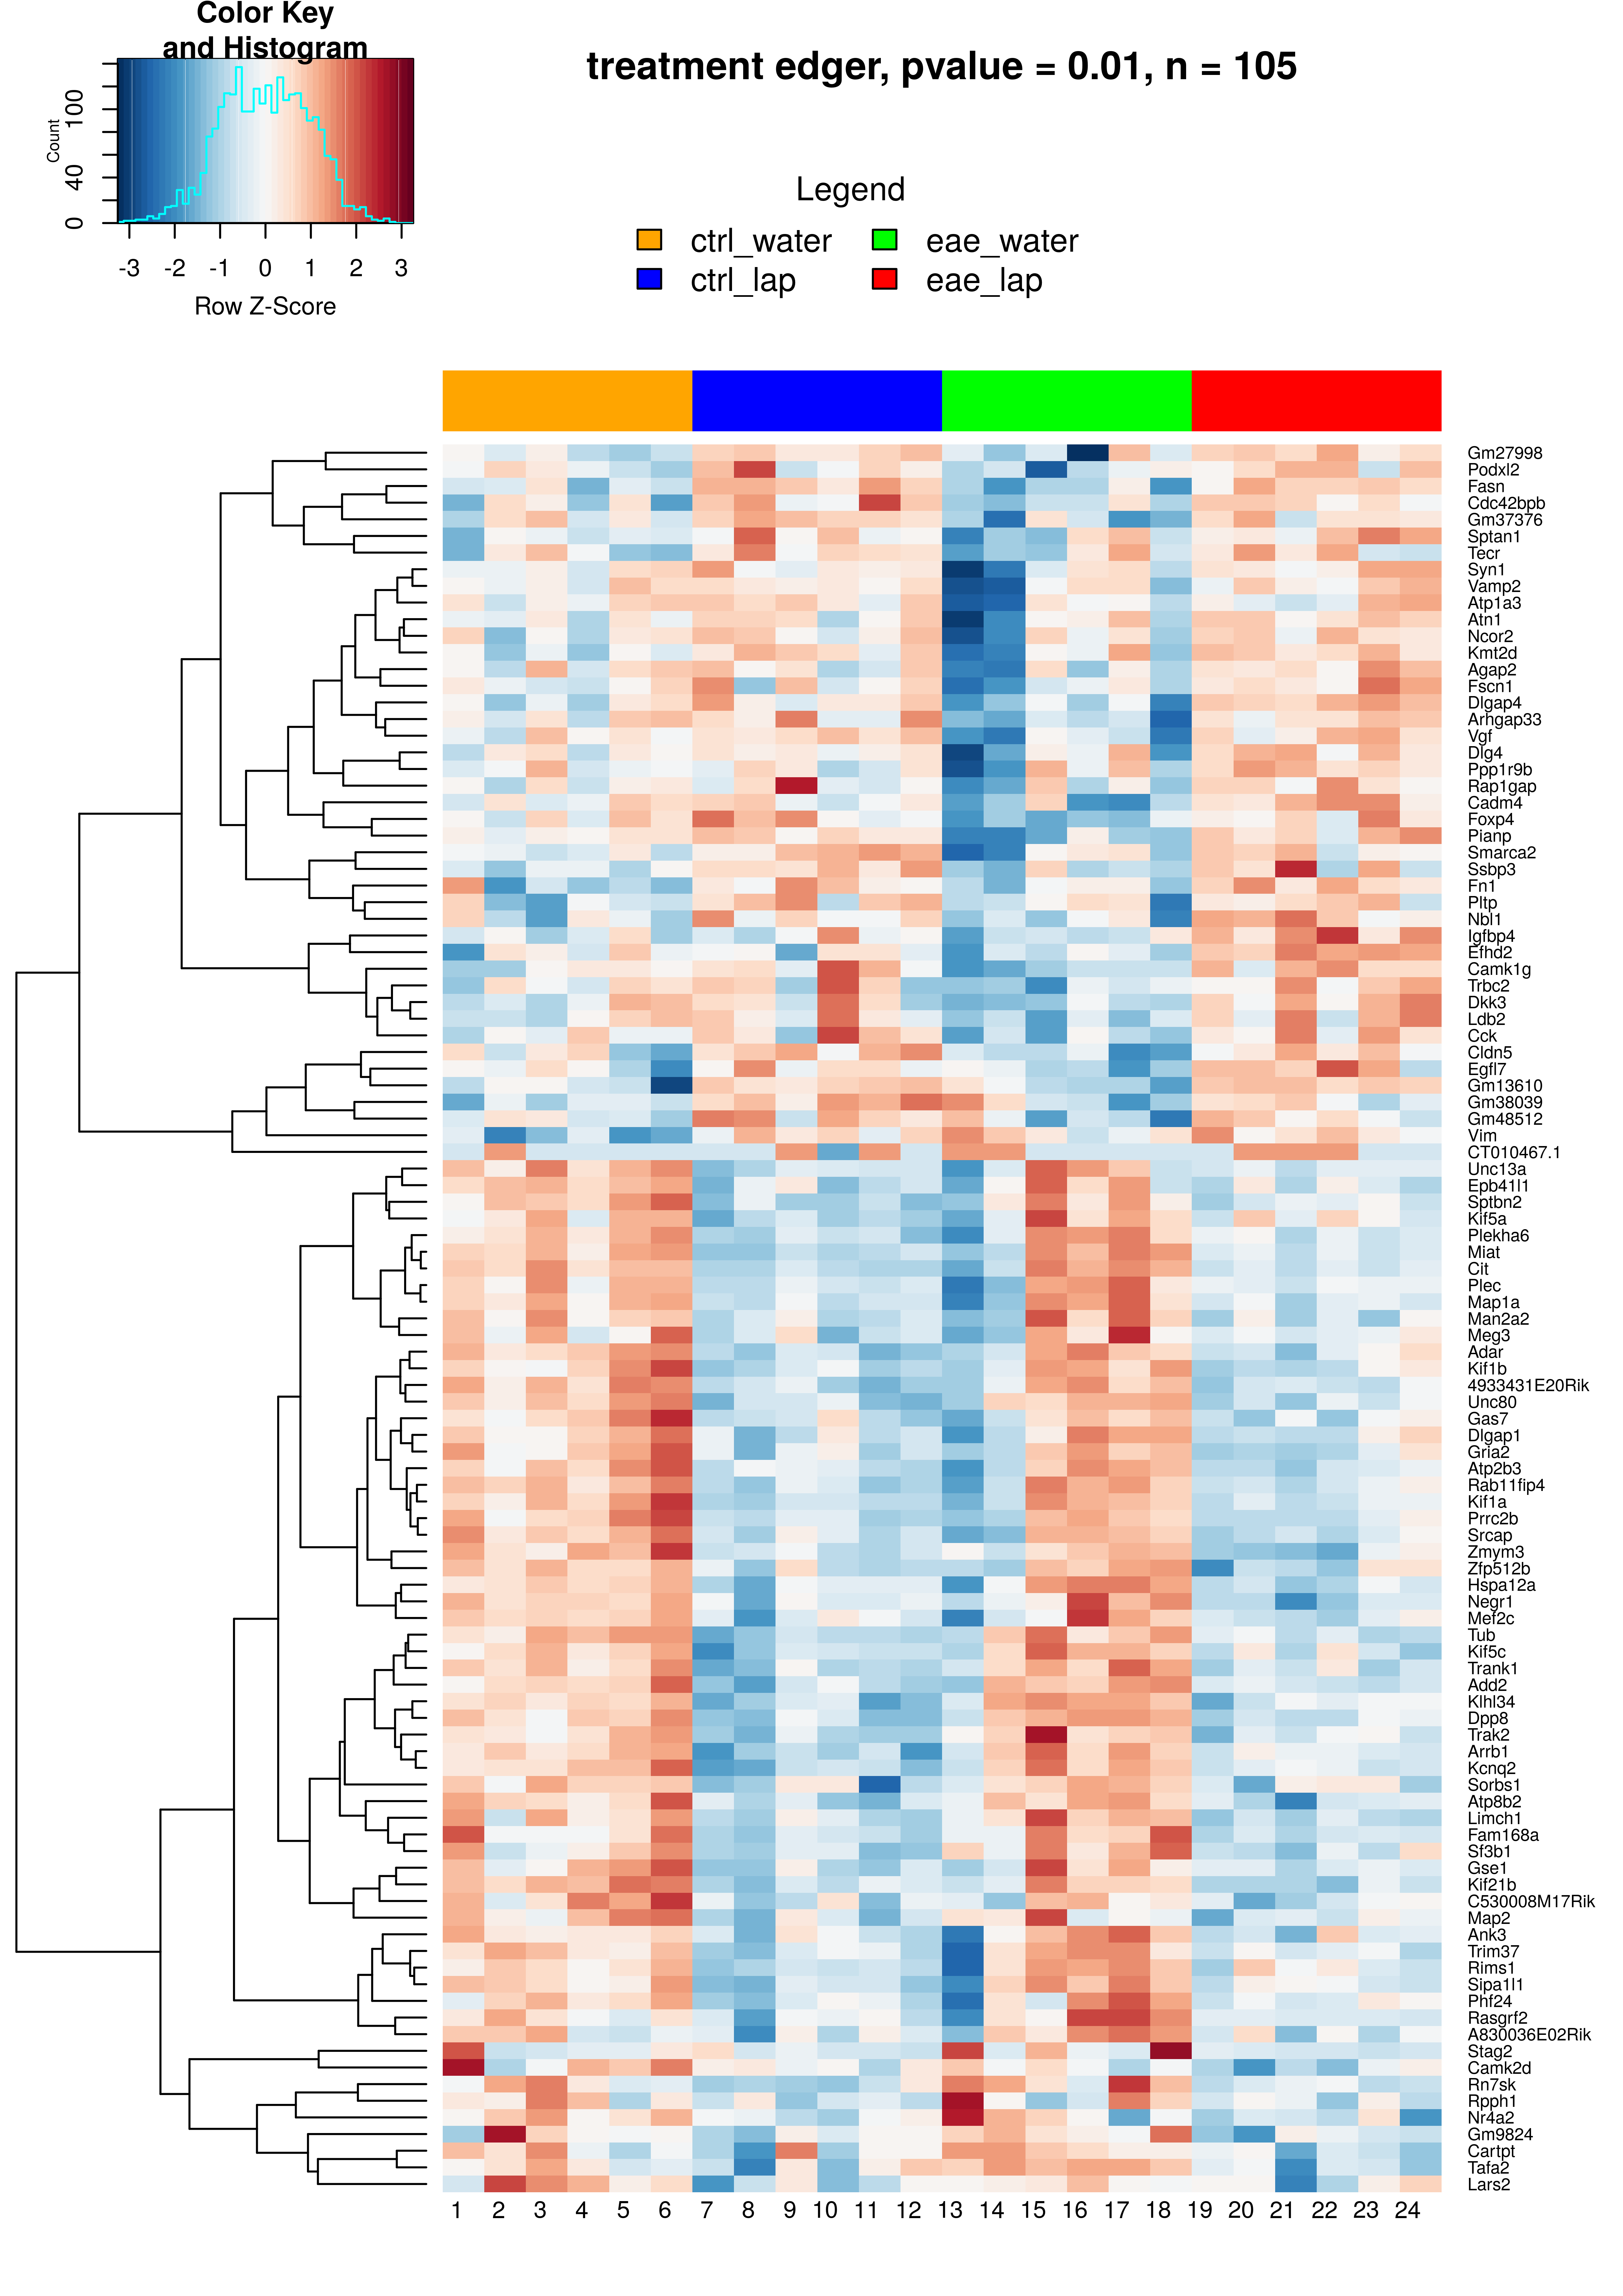 Color Key
and Histogram
Count
0 40 100
-3 -2 -1 0 1 2 3
Row Z-Score
treatment edger, pvalue = 0.01, n = 105
Legend
ctrl_water eae_water
ctrl_lap eae_lap
Gm27998
Podxl2
Fasn
Cdc42bpb
Gm37376
Sptan1
Tecr
Syn1
Vamp2
Atp1a3
Atn1
Ncor2
Kmt2d
Agap2
Fscn1
Dlgap4
Arhgap33
Vgf
Dlg4
Ppp1r9b
Rap1gap
Cadm4
Foxp4
Pianp
Smarca2
Ssbp3
Fn1
Pltp
Nbl1
Igfbp4
Efhd2
Camk1g
Trbc2
Dkk3
Ldb2
Cck
Cldn5
Egfl7
Gm13610
Gm38039
Gm48512
Vim
CT010467.1
Unc13a
Epb41l1
Sptbn2
Kif5a
Plekha6
Miat
Cit
Plec
Map1a
Man2a2
Meg3
Adar
Kif1b
4933431E20Rik
Unc80
Gas7
Dlgap1
Gria2
Atp2b3
Rab11fip4
Kif1a
Prrc2b
Srcap
Zmym3
Zfp512b
Hspa12a
Negr1
Mef2c
Tub
Kif5c
Trank1
Add2
Klhl34
Dpp8
Trak2
Arrb1
Kcnq2
Sorbs1
Atp8b2
Limch1
Fam168a
Sf3b1
Gse1
Kif21b
C530008M17Rik
Map2
Ank3
Trim37
Rims1
Sipa1l1
Phf24
Rasgrf2
A830036E02Rik
Stag2
Camk2d
Rn7sk
Rpph1
Nr4a2
Gm9824
Cartpt
Tafa2
Lars2
1 2 3 4 5 6 7 8 9 10 11 12 13 14 15 16 17 18 19 20 21 22 23 24